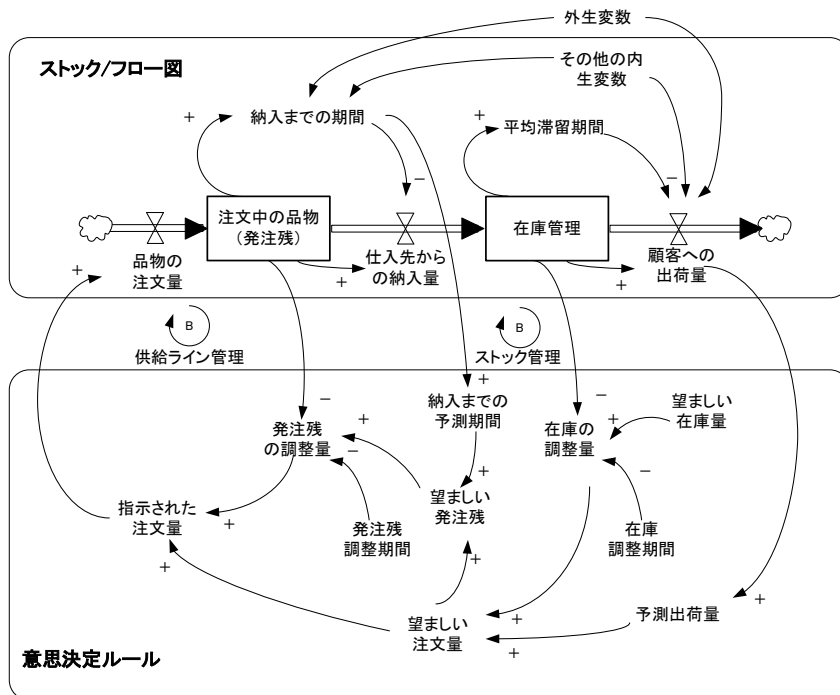 外生変数
ストック/フロー図
その他の内
生変数
+
納入までの期間
+
平均滞留期間
−
−
注文中の品物
(発注残)
在庫管理
品物の
注文量
+
仕入先から
の納入量
+
顧客への
出荷量
+
B
供給ライン管理
B
ストック管理
+
納入までの
予測期間
−
発注残
の調整量
+
−
−
+
在庫の
調整量
望ましい
在庫量
−
+
望ましい
発注残
指示された
注文量
+
発注残
調整期間
在庫
調整期間
+
+
望ましい
注文量
+
+
予測出荷量
+
意思決定ルール